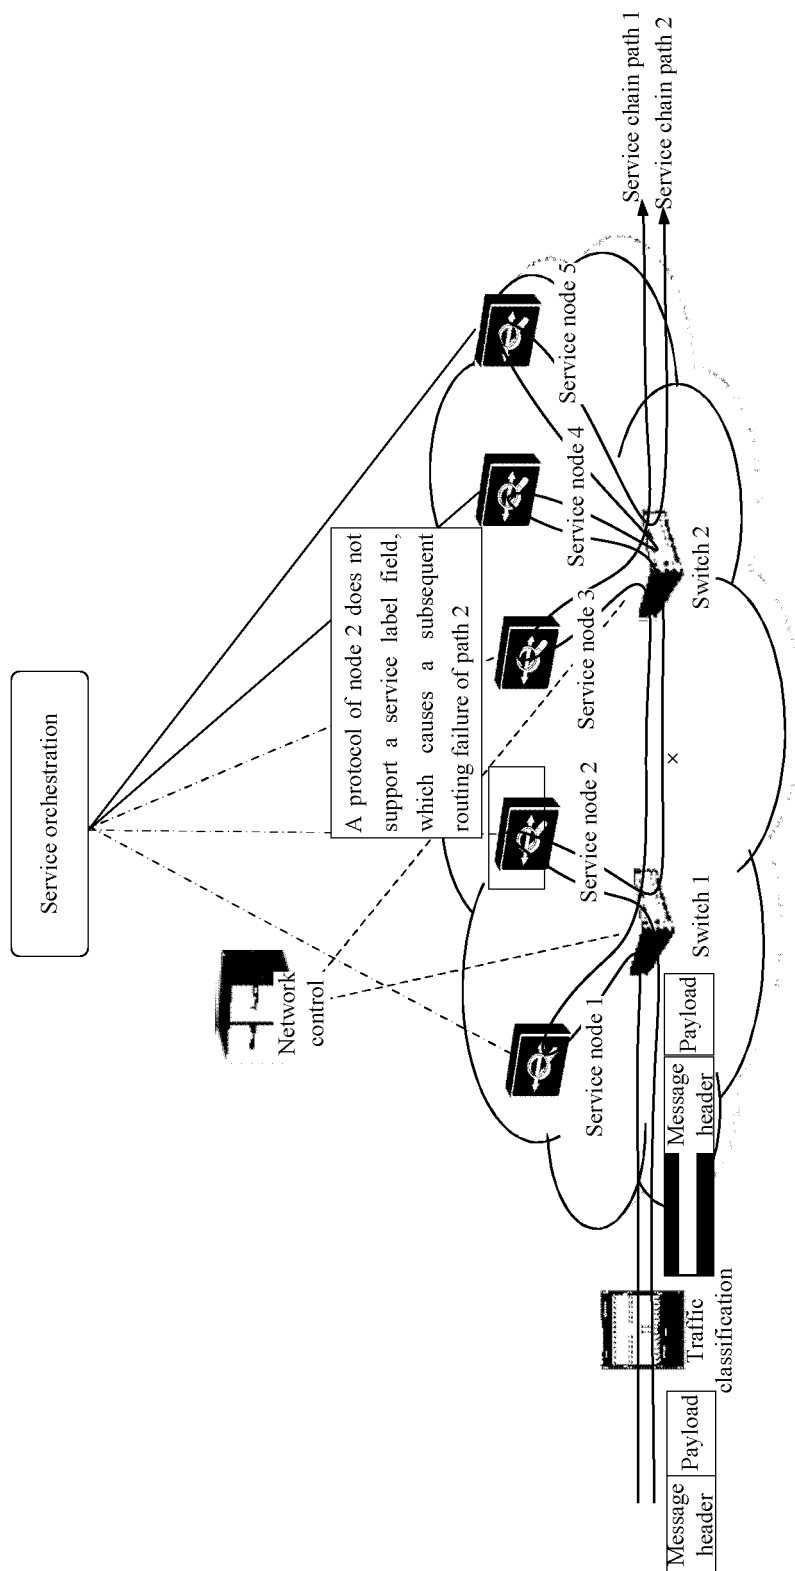 Service orchestration
Network
control
A protocol of node 2 does not
support a service label field,
which causes a subsequent
routing failure of path 2
Service node 1
Service node 2
Service node 3
Service node 4
Service node 5
Switch 1
×
Switch 2
Service chain path 1
Service chain path 2
Message
header
Payload
Traffic
classification
Message
header
Payload